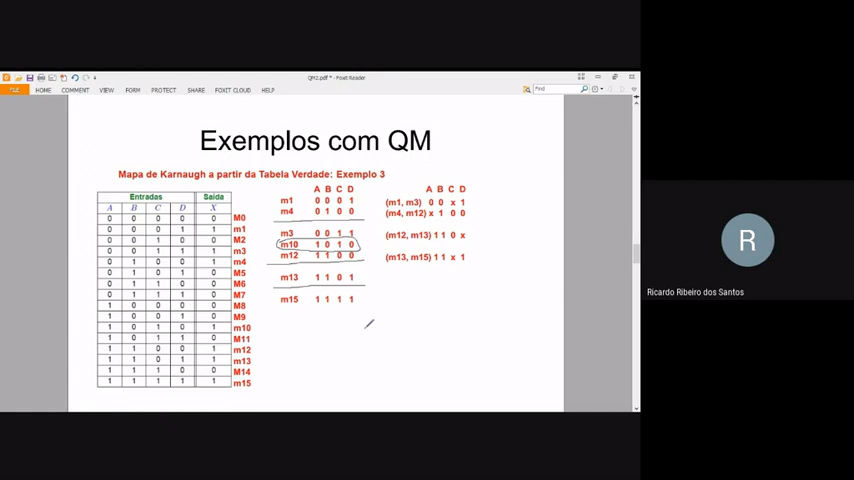 QM2.pdf * - Foxit Reader
FILE HOME COMMENT VIEW FORM PROTECT SHARE FOXIT CLOUD HELP
Find
Exemplos com QM
Mapa de Karnaugh a partir da Tabela Verdade: Exemplo 3
Entradas Saída
A B C D X
0 0 0 0 0 M0
0 0 0 1 1 m1
0 0 1 0 0 M2
0 0 1 1 1 m3
0 1 0 0 1 m4
0 1 0 1 0 M5
0 1 1 0 0 M6
0 1 1 1 0 M7
1 0 0 0 0 M8
1 0 0 1 0 M9
1 0 1 0 1 m10
1 0 1 1 0 M11
1 1 0 0 1 m12
1 1 0 1 1 m13
1 1 1 0 0 M14
1 1 1 1 1 m15
A B C D
m1 0 0 0 1
m4 0 1 0 0
m3 0 0 1 1
m10 1 0 1 0
m12 1 1 0 0
m13 1 1 0 1
m15 1 1 1 1
A B C D
(m1, m3) 0 0 x 1
(m4, m12) x 1 0 0
(m12, m13) 1 1 0 x
(m13, m15) 1 1 x 1
R
Ricardo Ribeiro dos Santos